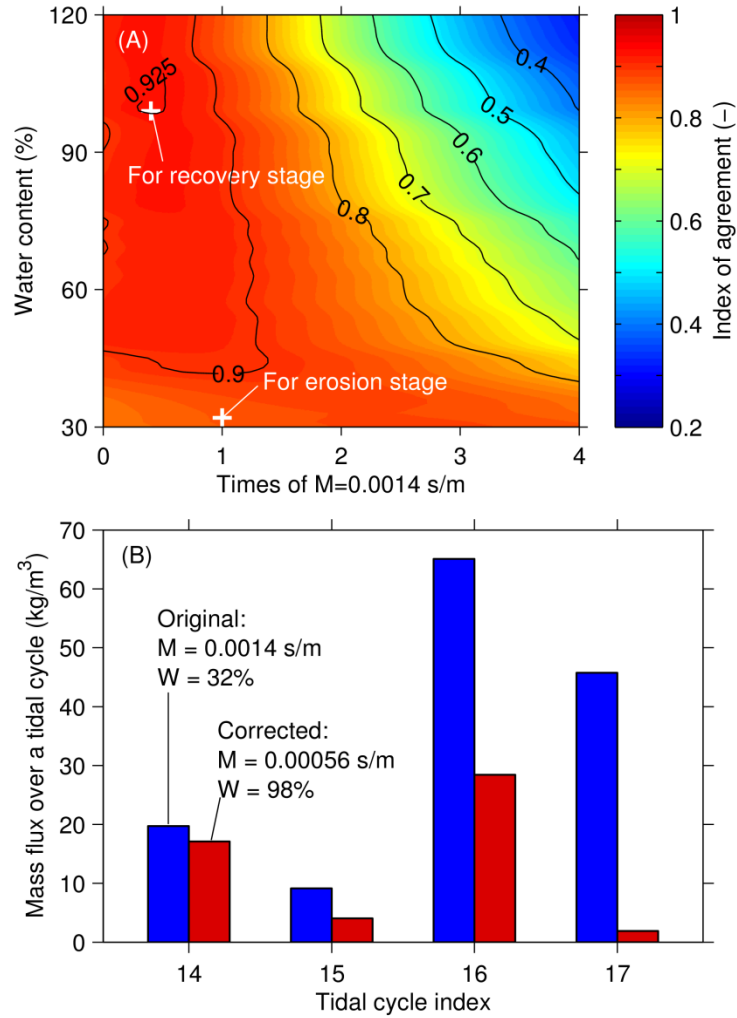 (A)
120
90
60
30
Water content (%)
0.925
For recovery stage
0.9
For erosion stage
0.8
0.7
0.6
0.5
0.4
0
1
2
3
4
Times of M=0.0014 s/m
1
0.8
0.6
0.4
0.2
Index of agreement (−)
(B)
70
60
50
40
30
20
10
0
Mass flux over a tidal cycle (kg/m³)
Original:
M = 0.0014 s/m
W = 32%
Corrected:
M = 0.00056 s/m
W = 98%
14
15
16
17
Tidal cycle index